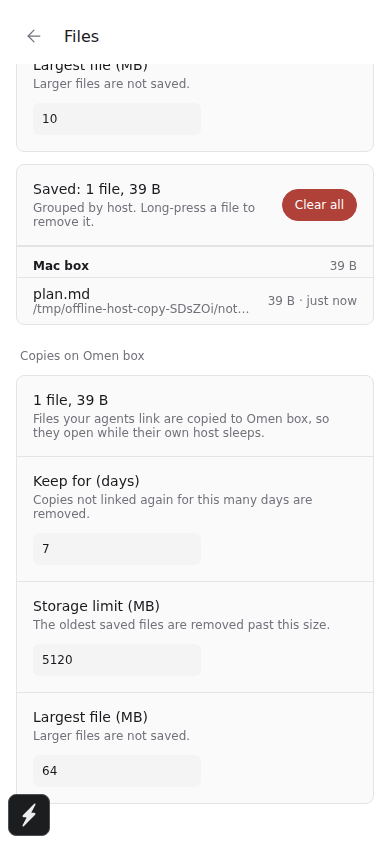 Files
Largest file (MB)
Larger files are not saved.
10
Saved: 1 file, 39 B
Grouped by host. Long-press a file to
remove it.
Clear all
Mac box
39 B
plan.md
/tmp/offline-host-copy-SDsZOi/not…
39 B · just now
Copies on Omen box
1 file, 39 B
Files your agents link are copied to Omen box, so
they open while their own host sleeps.
Keep for (days)
Copies not linked again for this many days are
removed.
7
Storage limit (MB)
The oldest saved files are removed past this size.
5120
Largest file (MB)
Larger files are not saved.
64